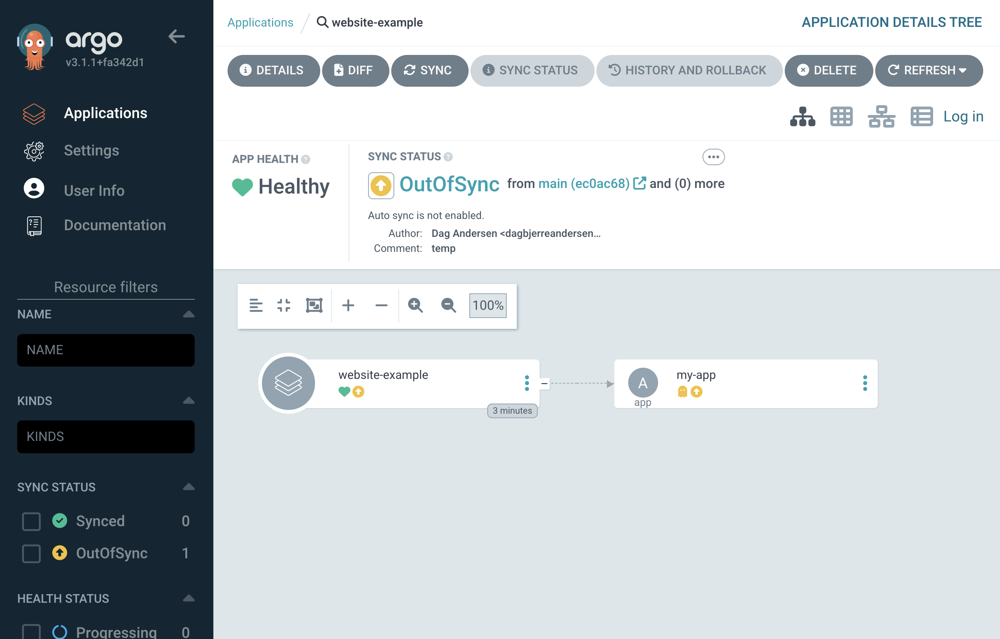 argo
v3.1.1+fa342d1
Applications
Settings
User Info
Documentation
Resource filters
NAME
NAME
KINDS
KINDS
SYNC STATUS
Synced 0
OutOfSync 1
HEALTH STATUS
Progressing 0
Applications / website-example
APPLICATION DETAILS TREE
DETAILS DIFF SYNC SYNC STATUS HISTORY AND ROLLBACK DELETE REFRESH
Log in
APP HEALTH ?
Healthy
SYNC STATUS ?
OutOfSync from main (ec0ac68) and (0) more
Auto sync is not enabled.
Author: Dag Andersen <dagbjerreandersen...
Comment: temp
100%
website-example
3 minutes
A
app
my-app